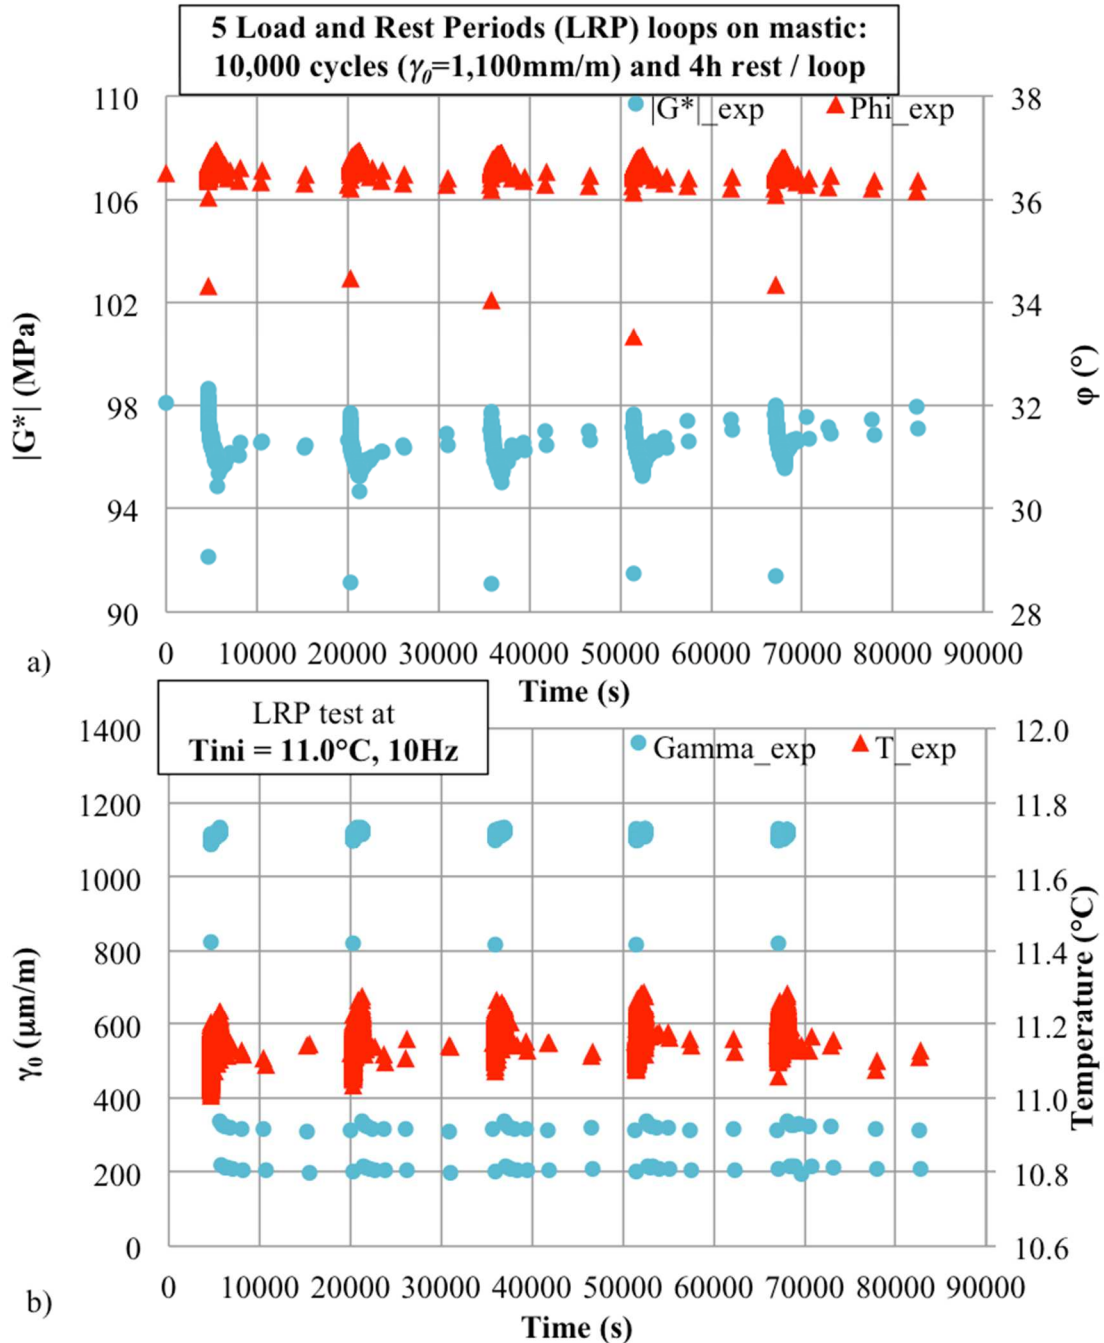 5 Load and Rest Periods (LRP) loops on mastic:
10,000 cycles (γ0=1,100mm/m) and 4h rest / loop
110 38
|G*|_exp Phi_exp
106 36
102 34
98 32
94 30
90 28
|G*| (MPa)
φ (°)
0 10000 20000 30000 40000 50000 60000 70000 80000 90000
a)
Time (s)
LRP test at
Tini = 11.0°C, 10Hz
1400 12.0
Gamma_exp T_exp
1200 11.8
1000 11.6
800 11.4
600 11.2
400 11.0
200 10.8
0 10.6
γ0 (μm/m)
Temperature (°C)
0 10000 20000 30000 40000 50000 60000 70000 80000 90000
b)
Time (s)